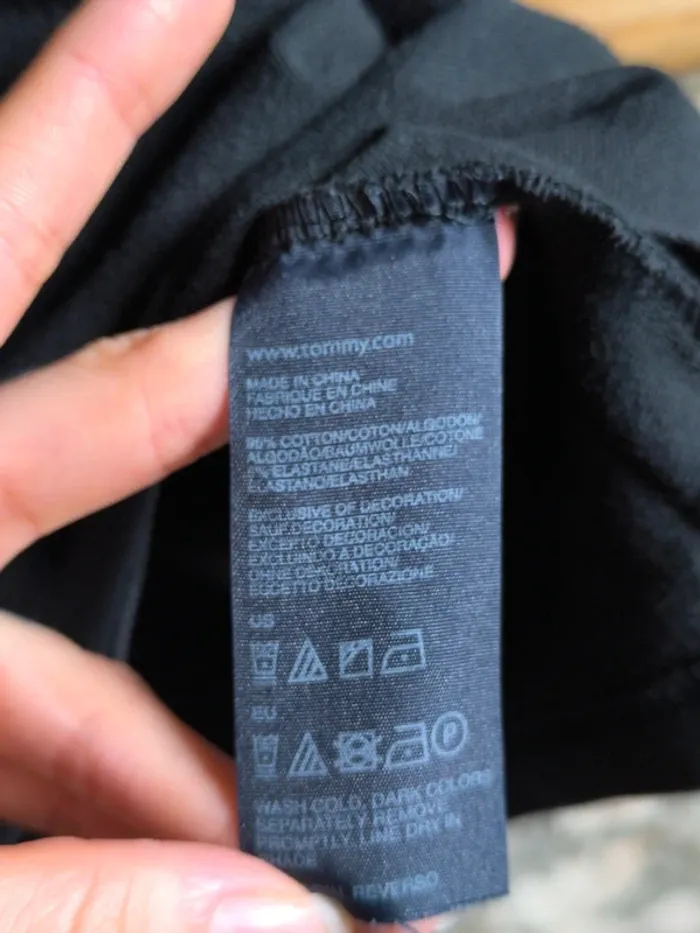 www.tommy.com
MADE IN CHINA
FABRIQUE EN CHINE
HECHO EN CHINA
COTTON/COTON/ALGODON/
ALGODÃO/BAUMWOLLE/COTONE
ELASTANE/ELASTHANNE/
ELASTANO/ELASTHAN
EXCLUSIVE OF DECORATION/
SAUF DECORATION/
EXCEPTO DECORACION/
EXCLUINDO A DECORAÇAO/
OHNE DEKORATION/
ECCETTO DECORAZIONE
US
EU
P
WASH COLD, DARK COLORS
SEPARATELY REMOVE
PROMPTLY LINE DRY IN
SHADE
REVERSO